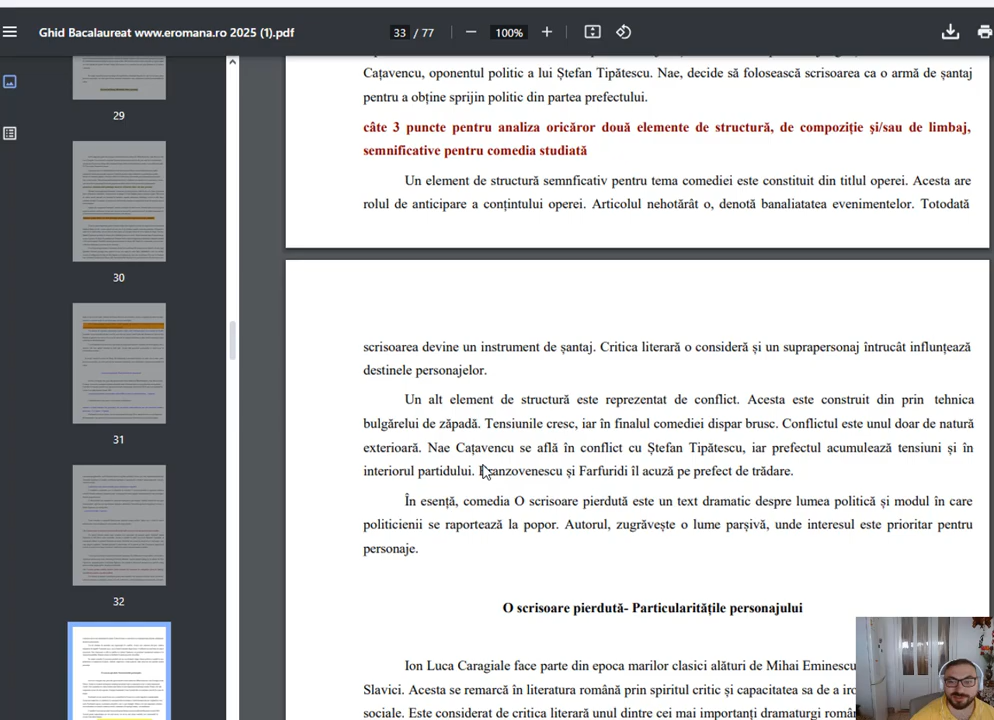 Ghid Bacalaureat www.eromana.ro 2025 (1).pdf
33 / 77
100%
29
30
31
32
Cațavencu, oponentul politic a lui Ștefan Tipătescu. Nae, decide să folosească scrisoarea ca o armă de șantaj
pentru a obține sprijin politic din partea prefectului.
câte 3 puncte pentru analiza oricăror două elemente de structură, de compoziție și/sau de limbaj,
semnificative pentru comedia studiată
Un element de structură semnficativ pentru tema comediei este constituit din titlul operei. Acesta are
rolul de anticipare a conțintului operei. Articolul nehotărât o, denotă banaliatatea evenimentelor. Totodată
scrisoarea devine un instrument de șantaj. Critica literară o consideră și un suprapersonaj întrucât influnțează
destinele personajelor.
Un alt element de structură este reprezentat de conflict. Acesta este construit din prin tehnica
bulgărelui de zăpadă. Tensiunile cresc, iar în finalul comediei dispar brusc. Conflictul este unul doar de natură
exterioară. Nae Cațavencu se află în conflict cu Ștefan Tipătescu, iar prefectul acumulează tensiuni și în
interiorul partidului. Branzovenescu și Farfuridi îl acuză pe prefect de trădare.
În esență, comedia O scrisoare pierdută este un text dramatic despre lumea politică și modul în care
politicienii se raportează la popor. Autorul, zugrăvește o lume parșivă, unde interesul este prioritar pentru
personaje.
O scrisoare pierdută- Particularitățile personajului
Ion Luca Caragiale face parte din epoca marilor clasici alături de Mihai Eminescu
Slavici. Acesta se remarcă în literatura română prin spiritul critic și capacitatea sa de a
sociale. Este considerat de critica literară unul dintre cei mai importanți dramaturgi